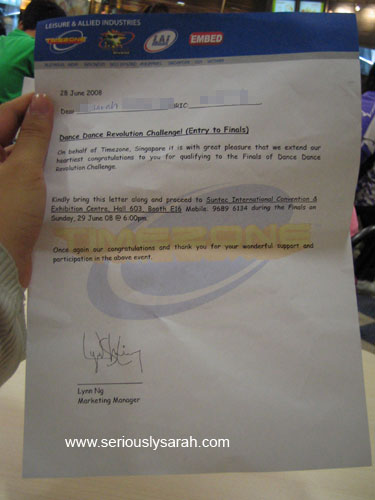 LEISURE & ALLIED INDUSTRIES
TIMEZONE
LAI
EMBED
28 June 2008
Dear
Dance Dance Revolution Challenge! (Entry to Finals)
On behalf of Timezone, Singapore it is with great pleasure that we extend our
heartiest congratulations to you for qualifying to the Finals of Dance Dance
Revolution Challenge.
Kindly bring this letter along and proceed to Suntec International Convention &
Exhibition Centre, Hall 603, Booth E16 Mobile: 9689 6134 during the Finals on
Sunday, 29 June 08 @ 6.00pm.
TIMEZONE
Once again our congratulations and thank you for your wonderful support and
participation in the above event.
Lynn Ng
Marketing Manager
www.seriouslysarah.com